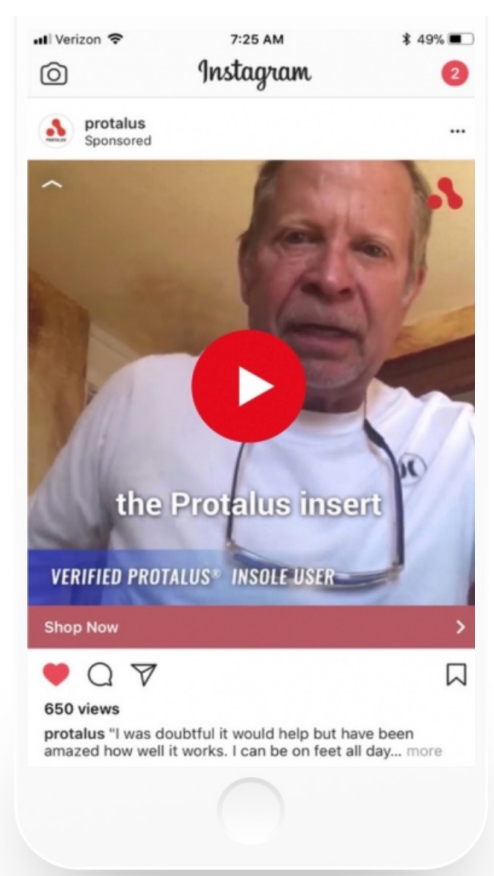 Verizon 7:25 AM 49%
Instagram
2
protalus
Sponsored
the Protalus insert
VERIFIED PROTALUS® INSOLE USER
Shop Now
650 views
protalus "I was doubtful it would help but have been
amazed how well it works. I can be on feet all day... more